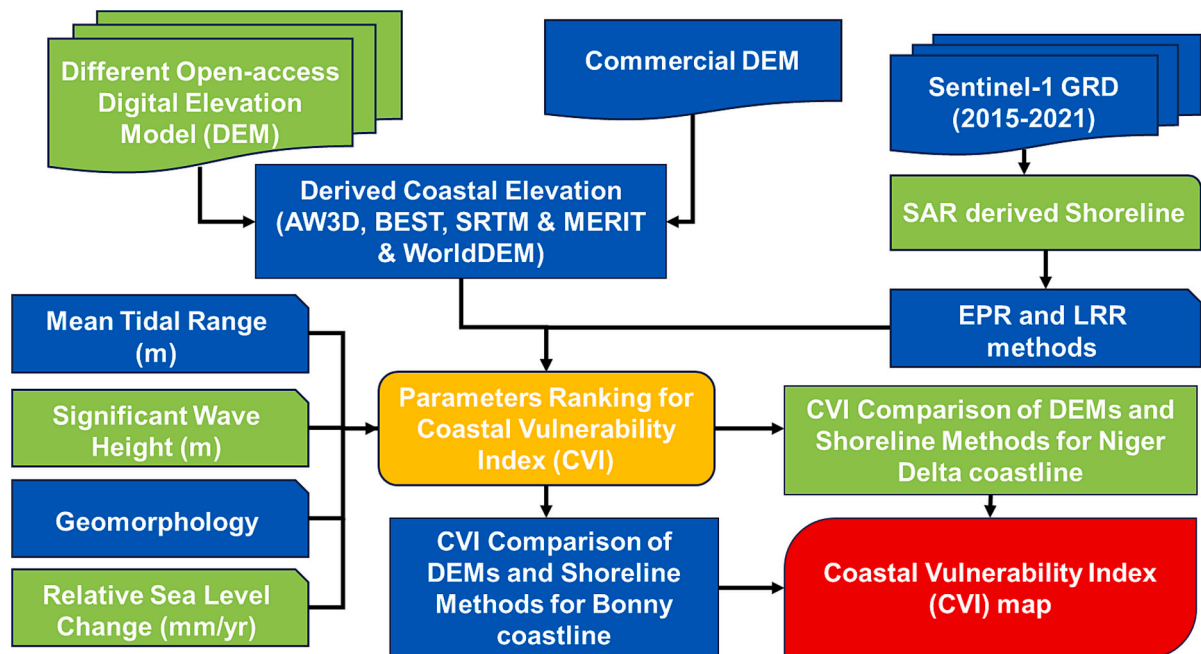 Different Open-access
Digital Elevation
Model (DEM)
Commercial DEM
Sentinel-1 GRD
(2015-2021)
Derived Coastal Elevation
(AW3D, BEST, SRTM & MERIT
& WorldDEM)
SAR derived Shoreline
EPR and LRR
methods
Mean Tidal Range
(m)
Significant Wave
Height (m)
Geomorphology
Relative Sea Level
Change (mm/yr)
Parameters Ranking for
Coastal Vulnerability
Index (CVI)
CVI Comparison of DEMs and
Shoreline Methods for Niger
Delta coastline
CVI Comparison of
DEMs and Shoreline
Methods for Bonny
coastline
Coastal Vulnerability Index
(CVI) map